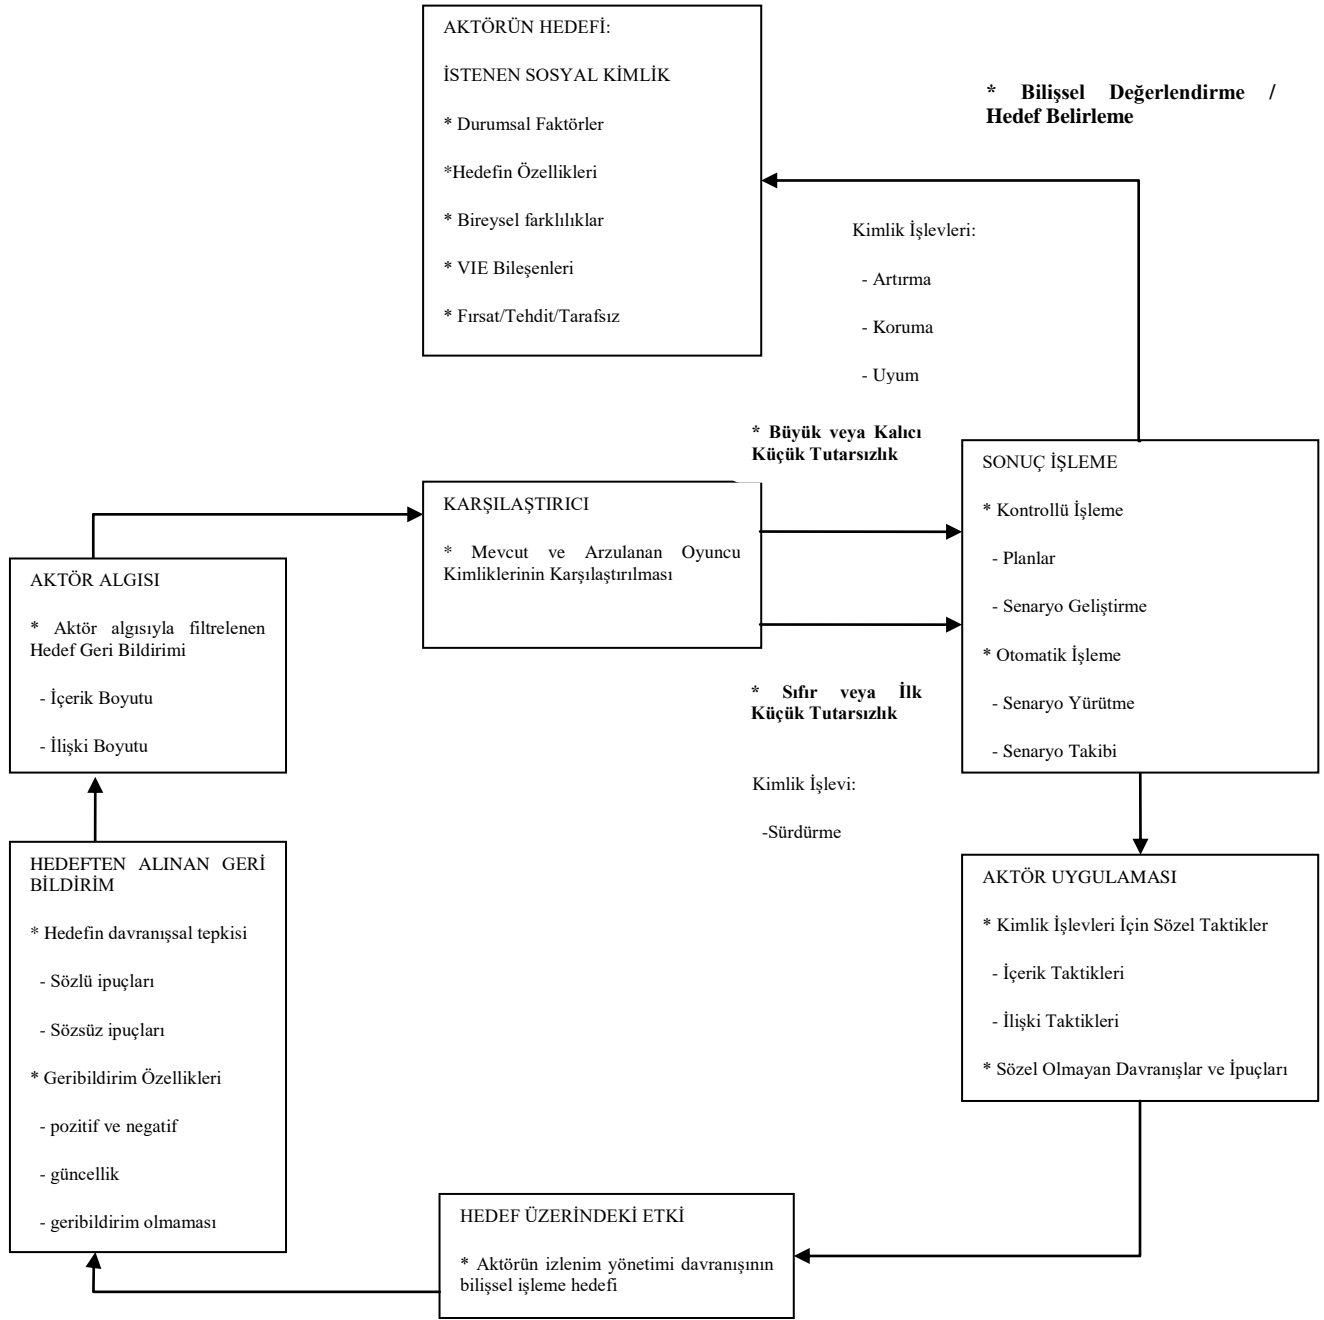 AKTÖRÜN HEDEFİ:
İSTENEN SOSYAL KİMLİK
* Durumsal Faktörler
*Hedefin Özellikleri
* Bireysel farklılıklar
* VIE Bileşenleri
* Fırsat/Tehdit/Tarafsız
* Bilişsel Değerlendirme /
Hedef Belirleme
Kimlik İşlevleri:
- Artırma
- Koruma
- Uyum
* Büyük veya Kalıcı
Küçük Tutarsızlık
SONUÇ İŞLEME
* Kontrollü İşleme
- Planlar
- Senaryo Geliştirme
* Otomatik İşleme
- Senaryo Yürütme
- Senaryo Takibi
KARŞILAŞTIRICI
* Mevcut ve Arzulanan Oyuncu
Kimliklerinin Karşılaştırılması
AKTÖR ALGISI
* Aktör algısıyla filtrelenen
Hedef Geri Bildirimi
- İçerik Boyutu
- İlişki Boyutu
* Sıfır veya İlk
Küçük Tutarsızlık
Kimlik İşlevi:
-Sürdürme
HEDEFTEN ALINAN GERİ
BİLDİRİM
* Hedefin davranışsal tepkisi
- Sözlü ipuçları
- Sözsüz ipuçları
* Geribildirim Özellikleri
- pozitif ve negatif
- güncellik
- geribildirim olmaması
AKTÖR UYGULAMASI
* Kimlik İşlevleri İçin Sözel Taktikler
- İçerik Taktikleri
- İlişki Taktikleri
* Sözel Olmayan Davranışlar ve İpuçları
HEDEF ÜZERİNDEKİ ETKİ
* Aktörün izlenim yönetimi davranışının
bilişsel işleme hedefi